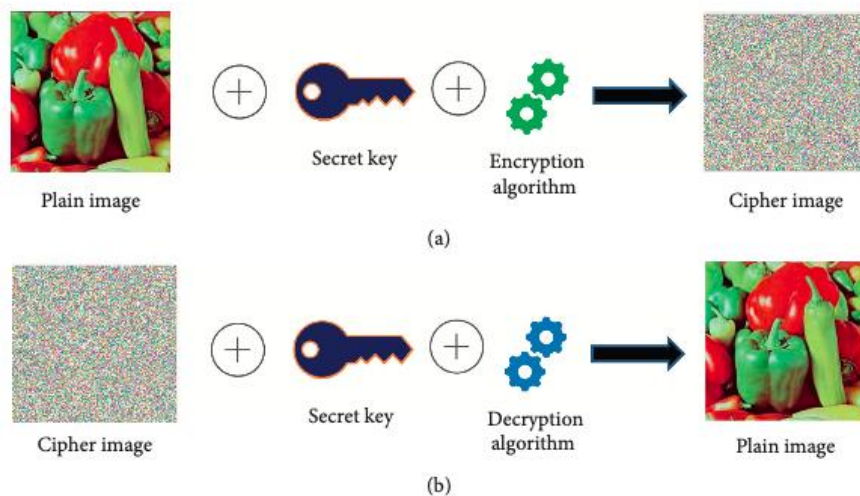 Plain image
Secret key
Encryption
algorithm
Cipher image
(a)
Cipher image
Secret key
Decryption
algorithm
Plain image
(b)